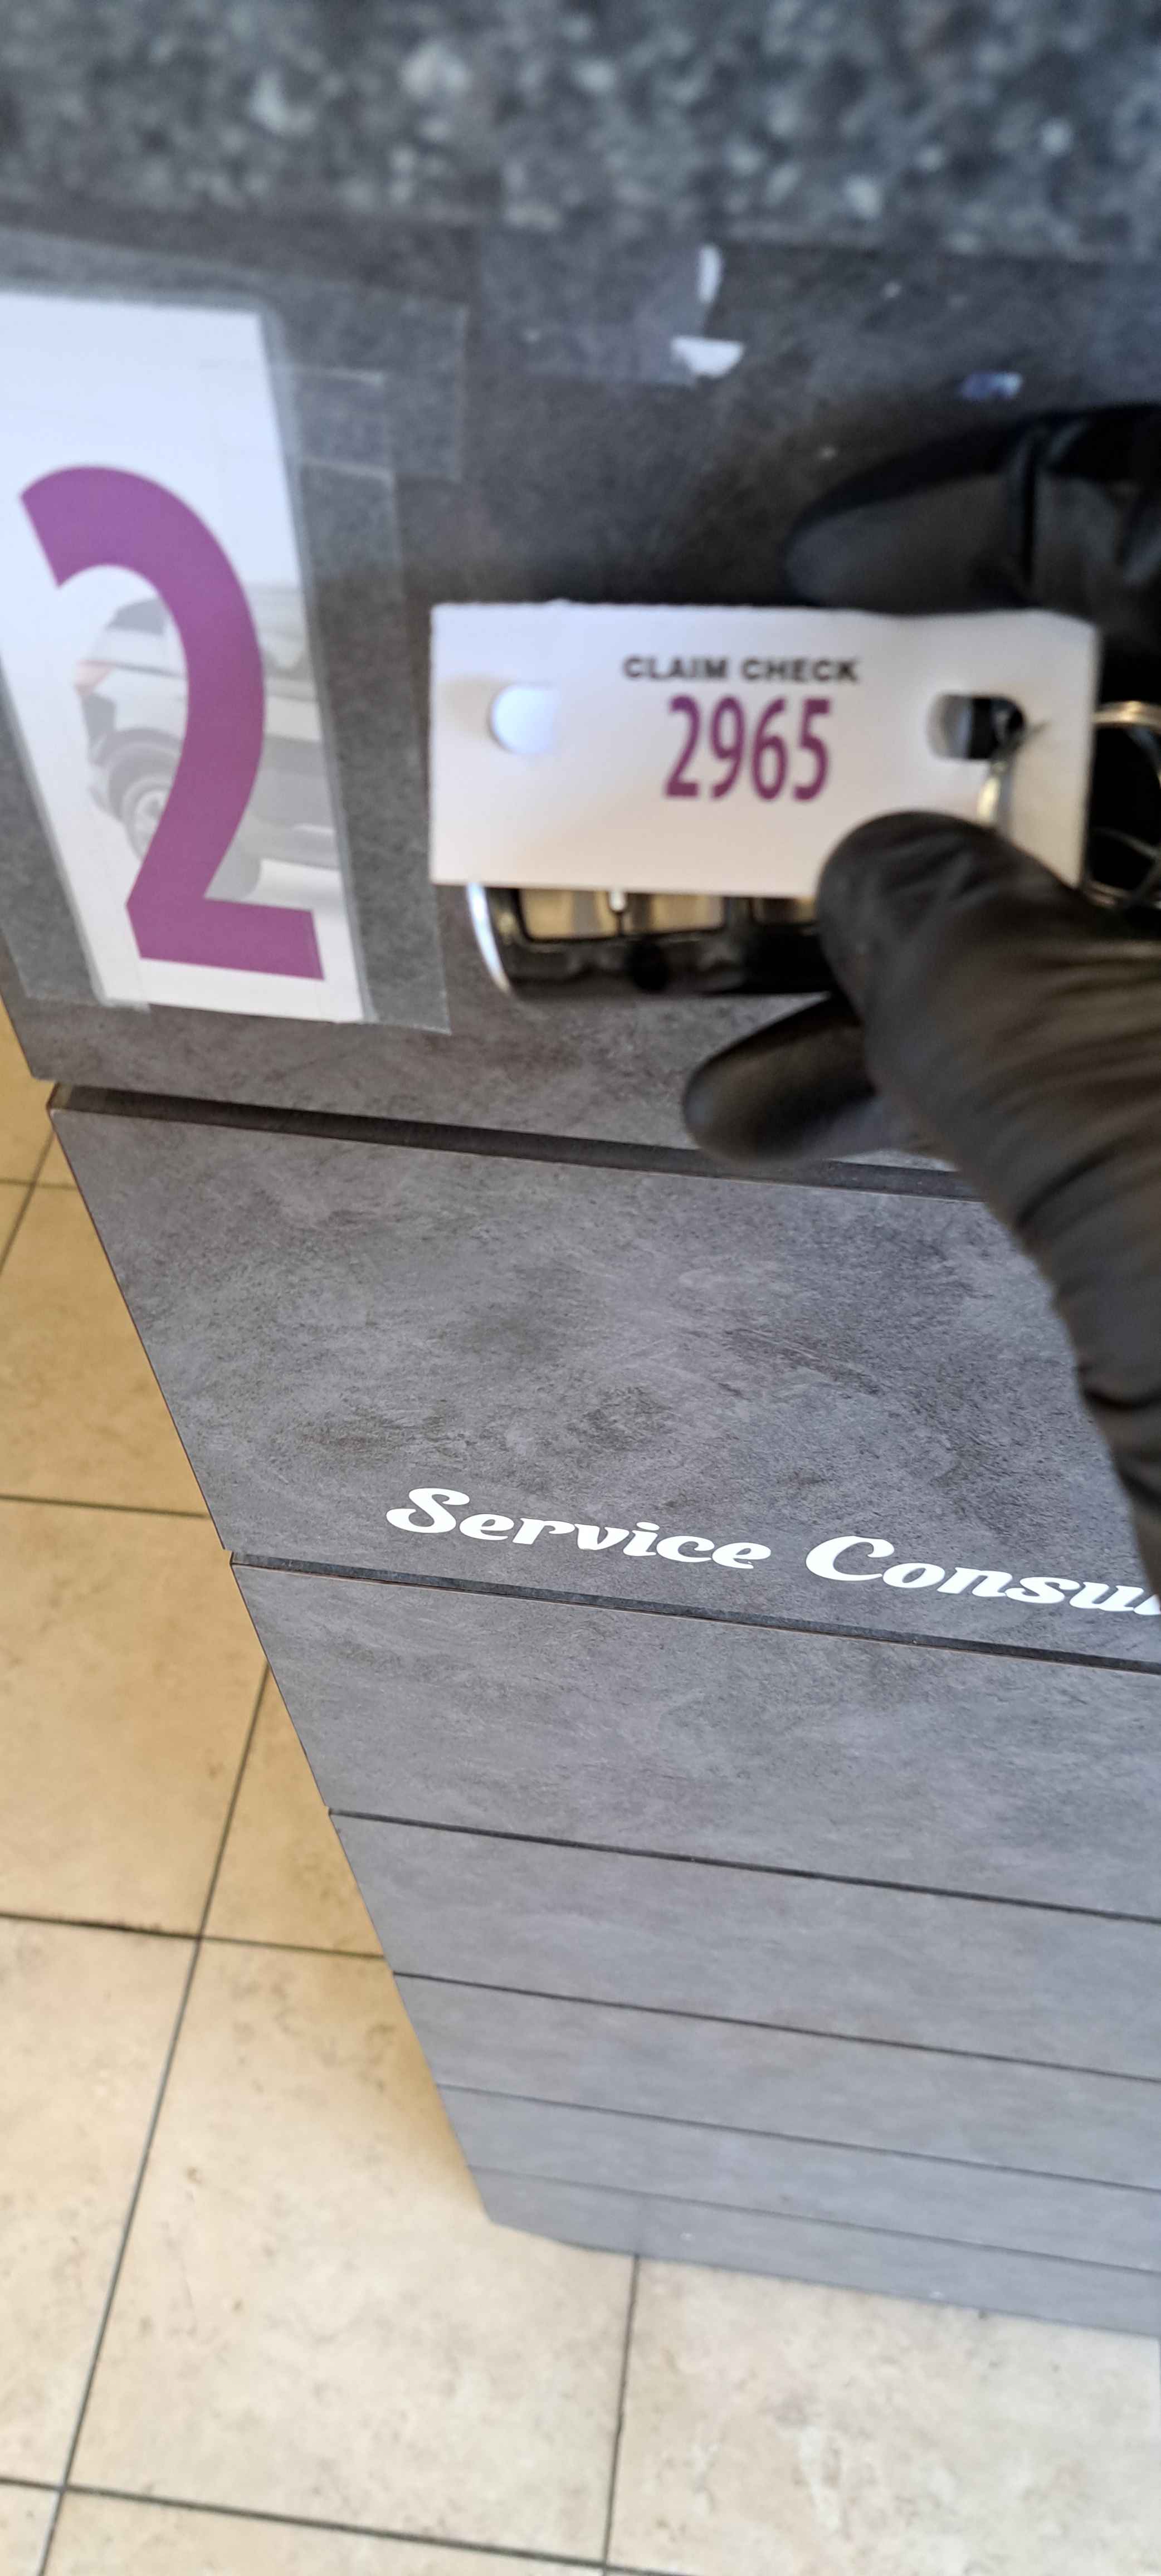 2
CLAIM CHECK
2965
Service Consu